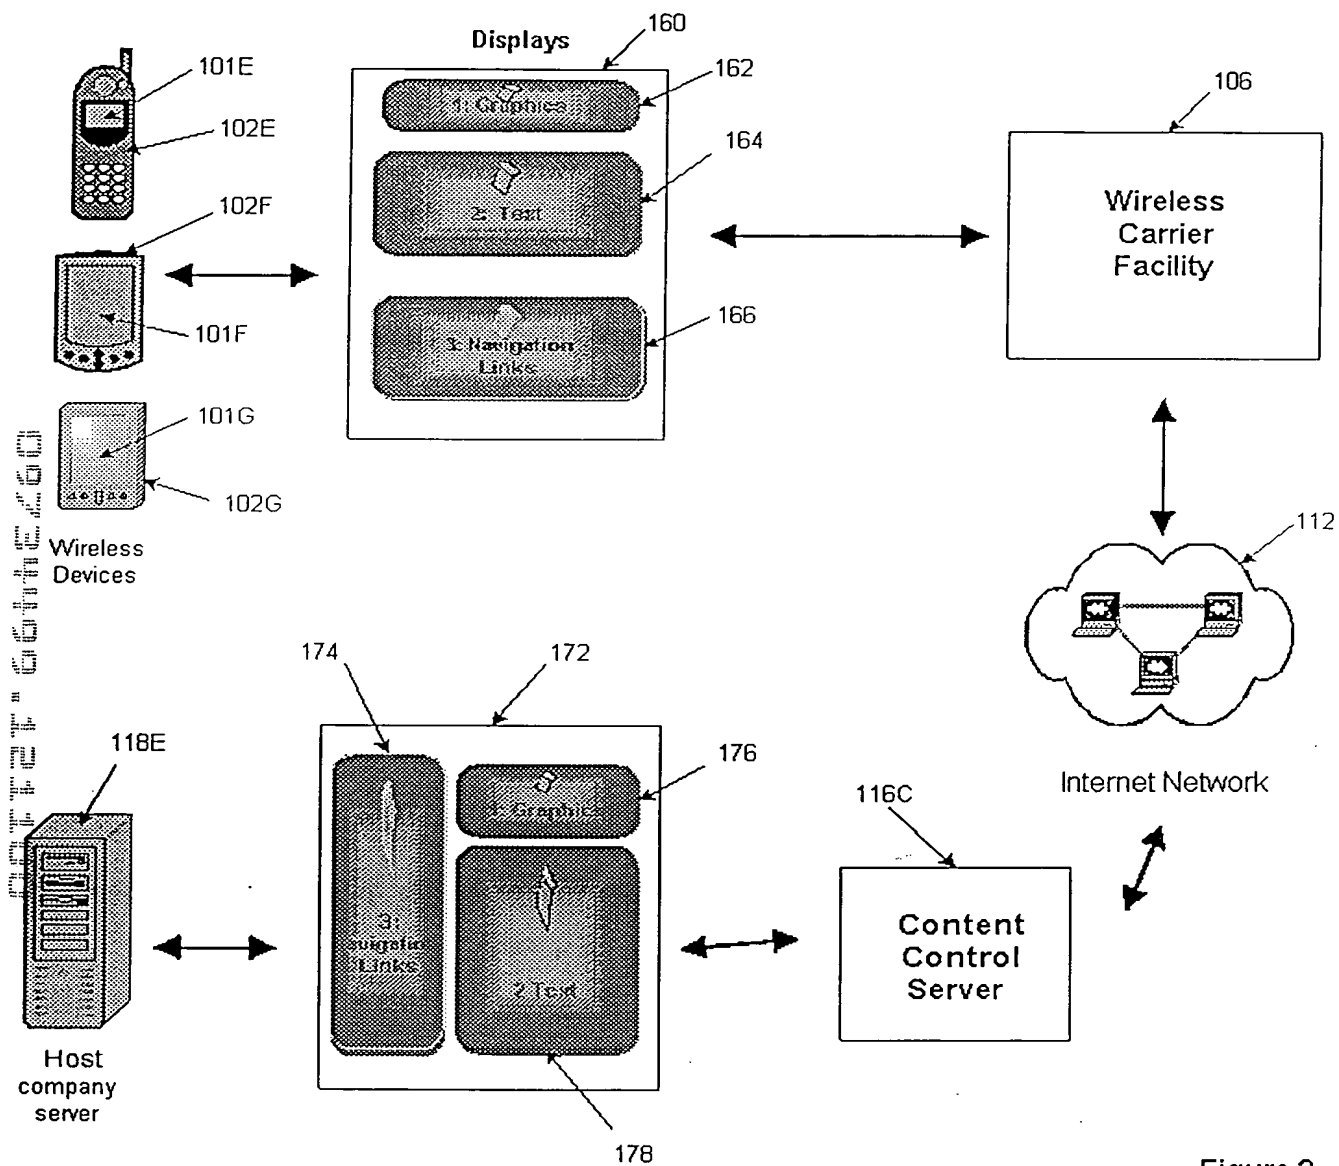 Displays
160
101E
1: Graphics
162
106
102E
164
Wireless
Carrier
Facility
102F
2: Text
101F
166
3: Navigation
Links
101G
102G
Wireless
Devices
112
174
172
118E
176
Internet Network
1: Graphic
116C
Content
Control
Server
3:
Links
2 Text
Host
company
server
178